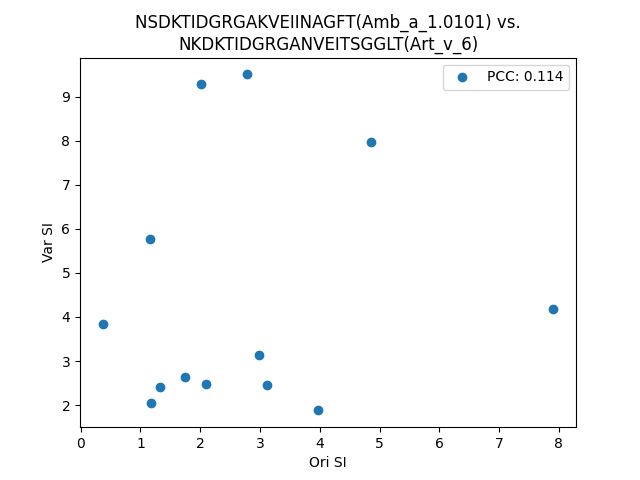 NSDKTIDGRGAKVEIINAGFT(Amb_a_1.0101) vs.
NKDKTIDGRGANVEITSGGLT(Art_v_6)
PCC: 0.114
9
8
7
6
5
4
3
2
Var SI
0 1 2 3 4 5 6 7 8
Ori SI